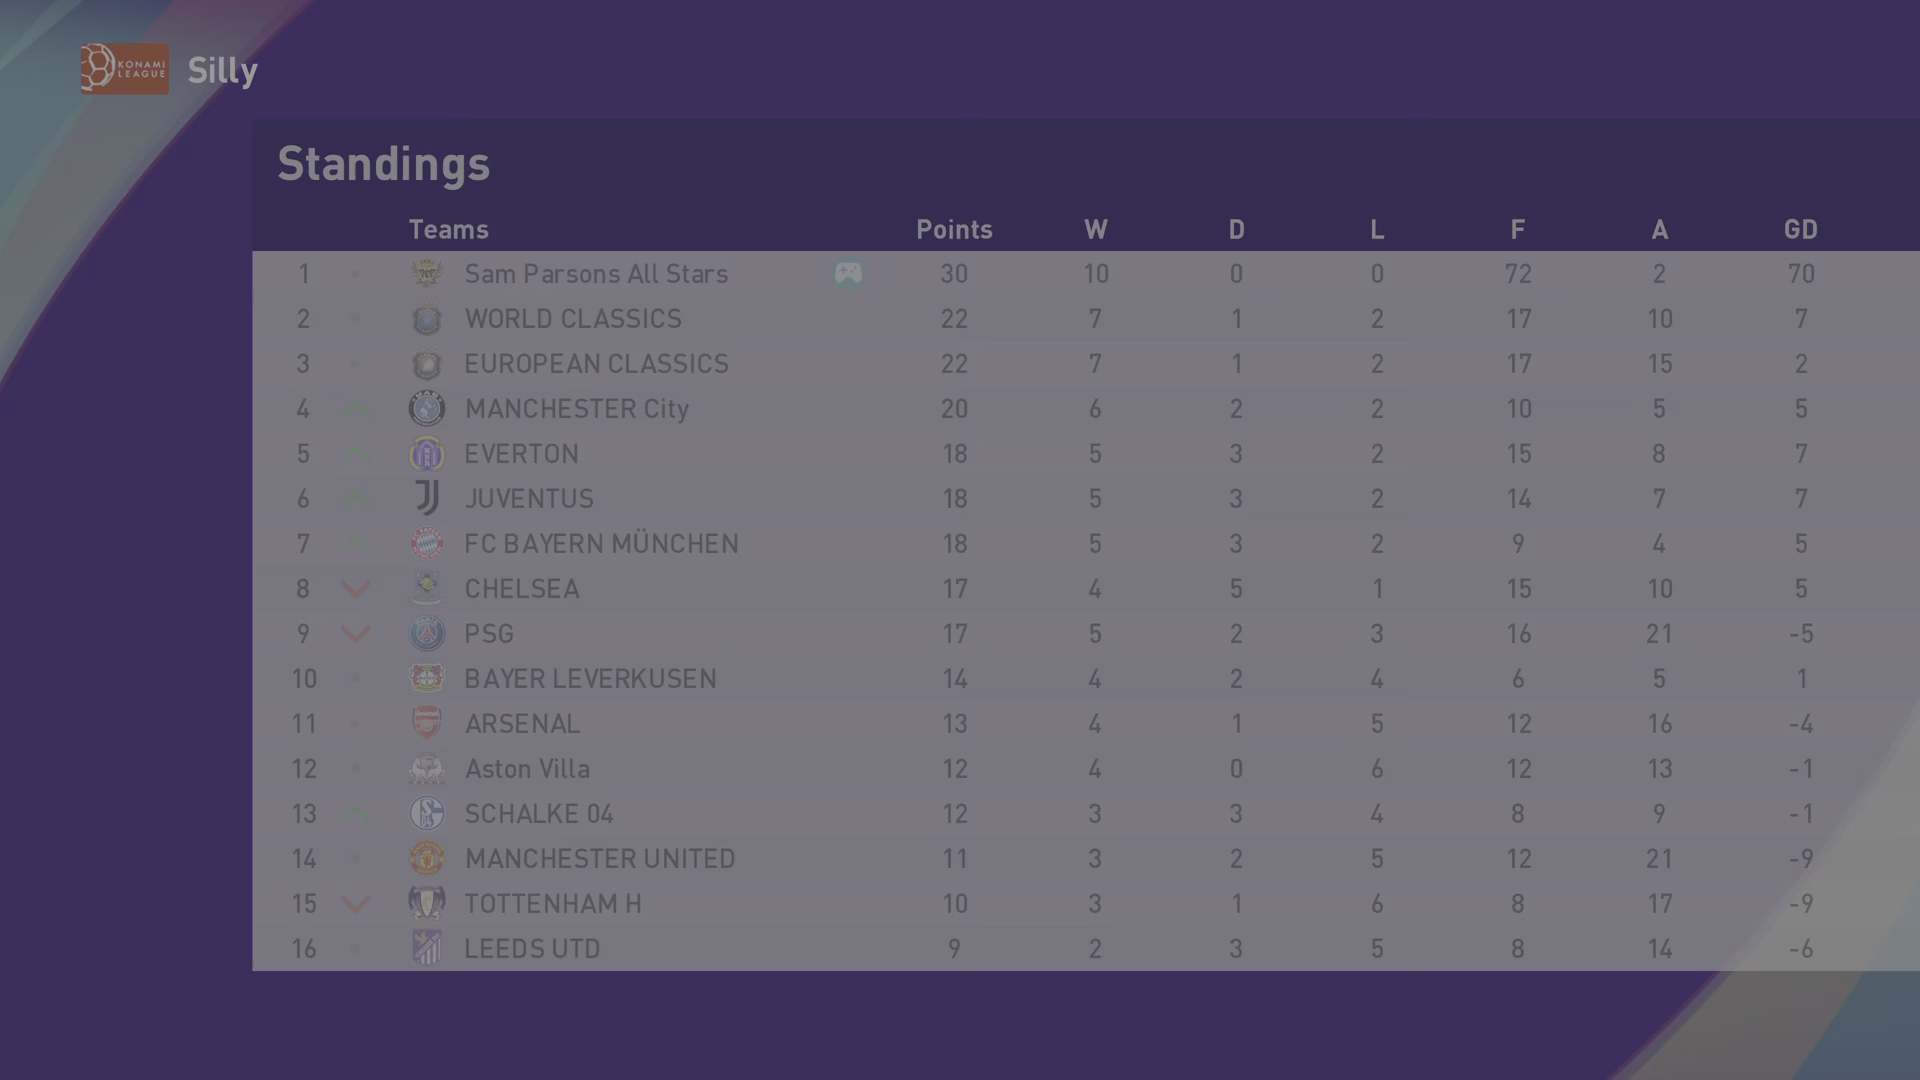 KONAMI
LEAGUE
Silly
Standings
Teams Points W D L F A GD
1 Sam Parsons All Stars 30 10 0 0 72 2 70
2 WORLD CLASSICS 22 7 1 2 17 10 7
3 EUROPEAN CLASSICS 22 7 1 2 17 15 2
4 MANCHESTER City 20 6 2 2 10 5 5
5 EVERTON 18 5 3 2 15 8 7
6 JUVENTUS 18 5 3 2 14 7 7
7 FC BAYERN MÜNCHEN 18 5 3 2 9 4 5
8 CHELSEA 17 4 5 1 15 10 5
9 PSG 17 5 2 3 16 21 -5
10 BAYER LEVERKUSEN 14 4 2 4 6 5 1
11 ARSENAL 13 4 1 5 12 16 -4
12 Aston Villa 12 4 0 6 12 13 -1
13 SCHALKE 04 12 3 3 4 8 9 -1
14 MANCHESTER UNITED 11 3 2 5 12 21 -9
15 TOTTENHAM H 10 3 1 6 8 17 -9
16 LEEDS UTD 9 2 3 5 8 14 -6